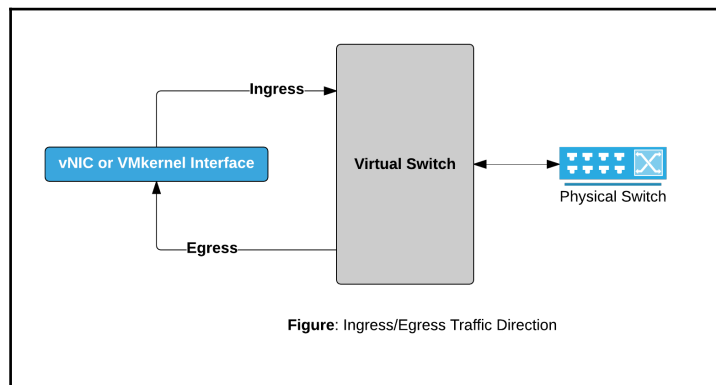 Ingress
vNIC or VMkernel Interface
Virtual Switch
Physical Switch
Egress
Figure: Ingress/Egress Traffic Direction